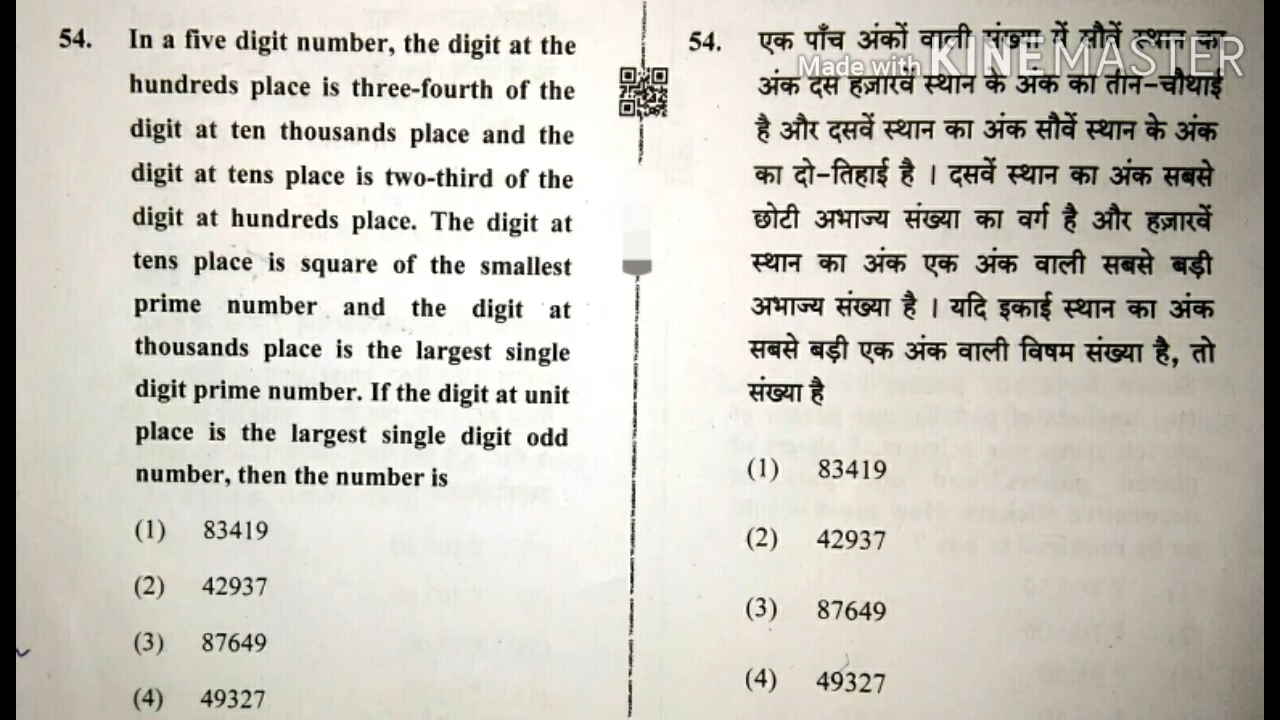 54. In a five digit number, the digit at the
hundreds place is three-fourth of the
digit at ten thousands place and the
digit at tens place is two-third of the
digit at hundreds place. The digit at
tens place is square of the smallest
prime number and the digit at
thousands place is the largest single
digit prime number. If the digit at unit
place is the largest single digit odd
number, then the number is
(1) 83419
(2) 42937
(3) 87649
(4) 49327
54. एक पाँच अंकों वाली संख्या में सौवें स्थान का
अंक दस हज़ारवें स्थान के अंक का तीन-चौथाई
है और दसवें स्थान का अंक सौवें स्थान के अंक
का दो-तिहाई है । दसवें स्थान का अंक सबसे
छोटी अभाज्य संख्या का वर्ग है और हज़ारवें
स्थान का अंक एक अंक वाली सबसे बड़ी
अभाज्य संख्या है । यदि इकाई स्थान का अंक
सबसे बड़ी एक अंक वाली विषम संख्या है, तो
संख्या है
(1) 83419
(2) 42937
(3) 87649
(4) 49327
Made with KINEMASTER